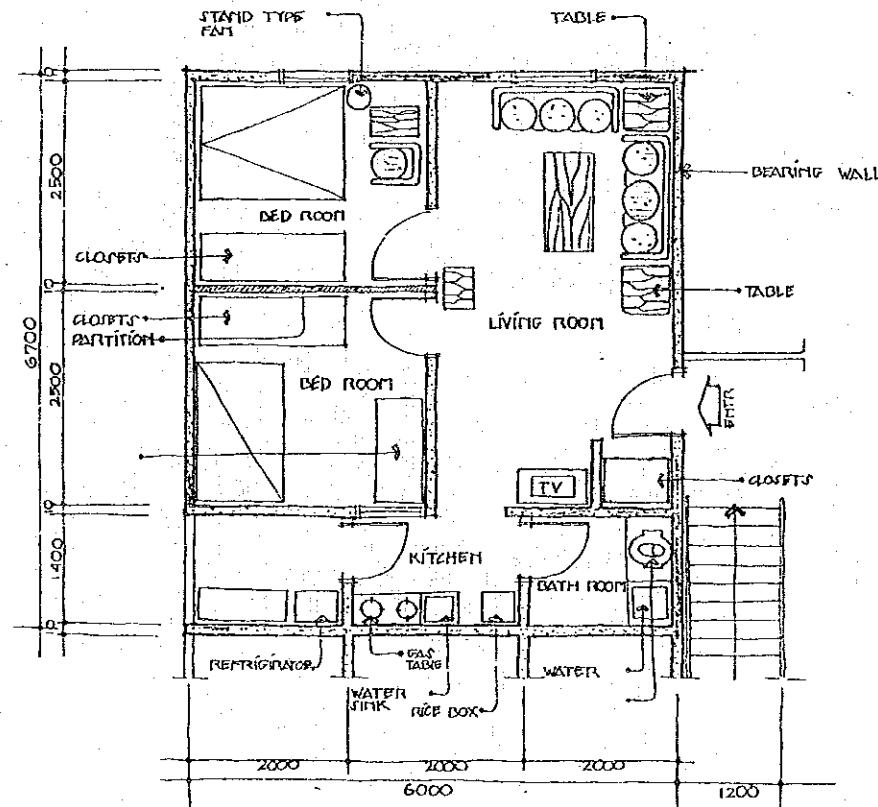 STAND TYPE
FAN
TABLE
BEARING WALL
BED ROOM
CLOSETS
TABLE
CLOSETS
PARTITION
LIVING ROOM
BED ROOM
ENTR
TV
CLOSETS
KITCHEN
BATH ROOM
REFRIGIRATOR
GAS
TABLE
WATER
SINK
RICE BOX
WATER
2500
2500
1400
6700
2000
2000
2000
6000
1200